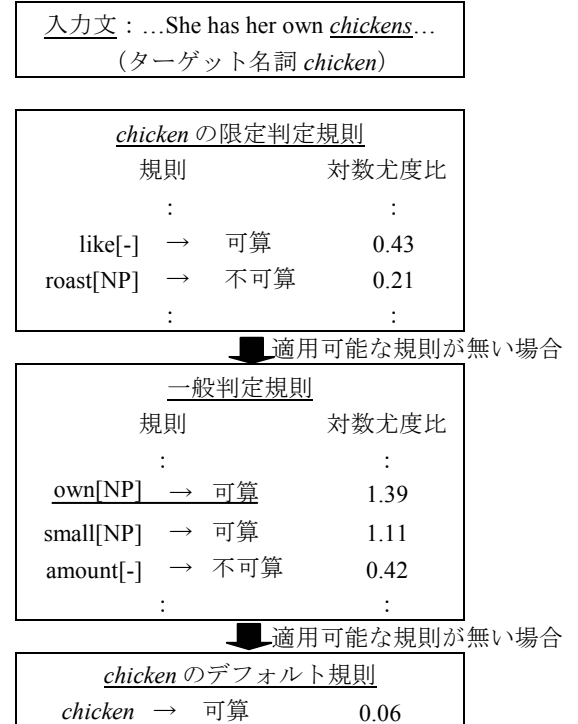 入力文：…She has her own chickens…
（ターゲット名詞 chicken）
chicken の限定判定規則
規則 対数尤度比
： ：
like[-] → 可算 0.43
roast[NP] → 不可算 0.21
： ：
適用可能な規則が無い場合
一般判定規則
規則 対数尤度比
： ：
own[NP] → 可算 1.39
small[NP] → 可算 1.11
amount[-] → 不可算 0.42
： ：
適用可能な規則が無い場合
chicken のデフォルト規則
chicken → 可算 0.06